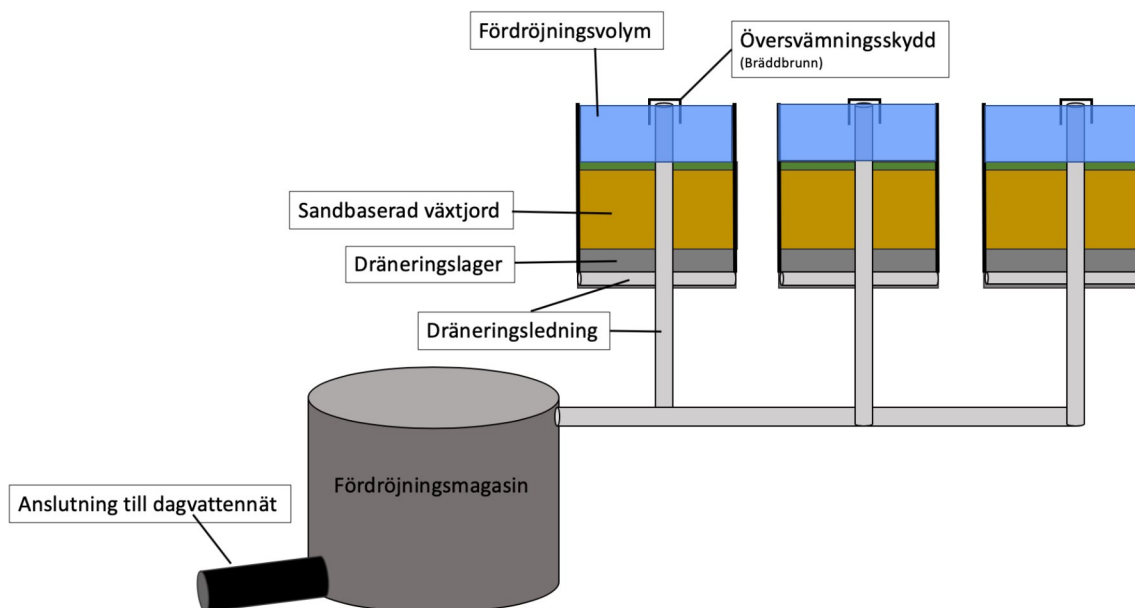 Fördröjningsvolym
Översvämningsskydd
(Bräddbrunn)
Sandbaserad växtjord
Dräneringslager
Dräneringsledning
Fördröjningsmagasin
Anslutning till dagvattennät